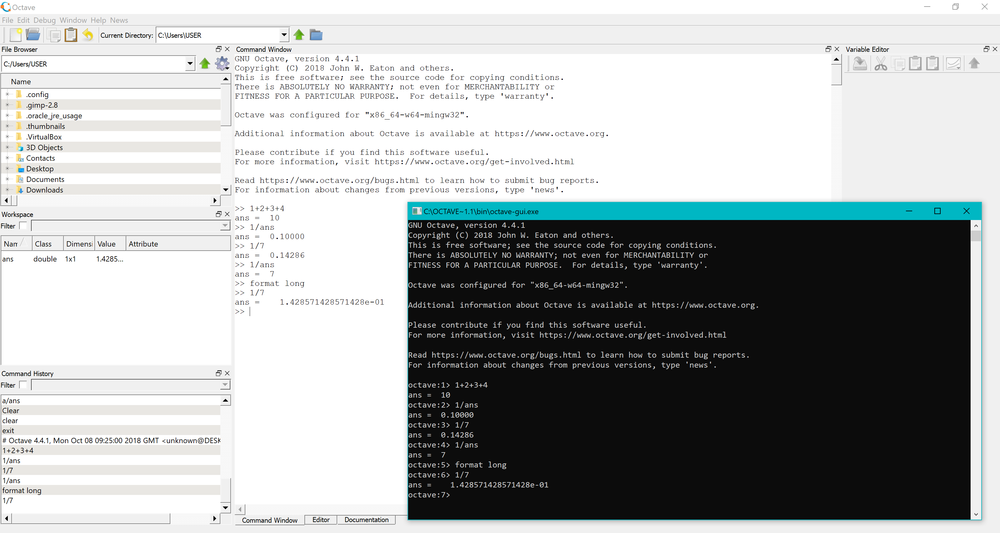 Octave
File Edit Debug Window Help News
Current Directory: C:\Users\USER
File Browser
C:/Users/USER
Name
.config
.gimp-2.8
.oracle_jre_usage
.thumbnails
.VirtualBox
3D Objects
Contacts
Desktop
Documents
Downloads
Workspace
Filter
Nam Class Dimensi Value Attribute
ans double 1x1 1.4285...
Command History
Filter
a/ans
Clear
clear
exit
# Octave 4.4.1, Mon Oct 08 09:25:00 2018 GMT <unknown@DESK
1+2+3+4
1/ans
1/7
1/ans
format long
1/7
Command Window
GNU Octave, version 4.4.1
Copyright (C) 2018 John W. Eaton and others.
This is free software; see the source code for copying conditions.
There is ABSOLUTELY NO WARRANTY; not even for MERCHANTABILITY or
FITNESS FOR A PARTICULAR PURPOSE.  For details, type 'warranty'.
Octave was configured for "x86_64-w64-mingw32".
Additional information about Octave is available at https://www.octave.org.
Please contribute if you find this software useful.
For more information, visit https://www.octave.org/get-involved.html
Read https://www.octave.org/bugs.html to learn how to submit bug reports.
For information about changes from previous versions, type 'news'.
>> 1+2+3+4
ans =  10
>> 1/ans
ans =  0.10000
>> 1/7
ans =  0.14286
>> 1/ans
ans =  7
>> format long
>> 1/7
ans =    1.428571428571428e-01
>>
Command Window Editor Documentation
Variable Editor
C:\OCTAVE~1.1\bin\octave-gui.exe
GNU Octave, version 4.4.1
Copyright (C) 2018 John W. Eaton and others.
This is free software; see the source code for copying conditions.
There is ABSOLUTELY NO WARRANTY; not even for MERCHANTABILITY or
FITNESS FOR A PARTICULAR PURPOSE.  For details, type 'warranty'.
Octave was configured for "x86_64-w64-mingw32".
Additional information about Octave is available at https://www.octave.org.
Please contribute if you find this software useful.
For more information, visit https://www.octave.org/get-involved.html
Read https://www.octave.org/bugs.html to learn how to submit bug reports.
For information about changes from previous versions, type 'news'.
octave:1> 1+2+3+4
ans =  10
octave:2> 1/ans
ans =  0.10000
octave:3> 1/7
ans =  0.14286
octave:4> 1/ans
ans =  7
octave:5> format long
octave:6> 1/7
ans =    1.428571428571428e-01
octave:7>